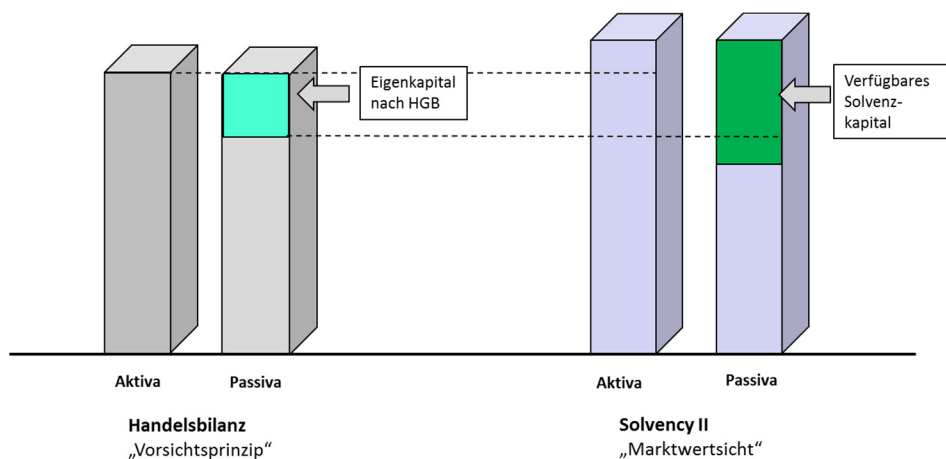 Eigenkapital
nach HGB
Verfügbares
Solvenz-
kapital
Aktiva
Passiva
Aktiva
Passiva
Handelsbilanz
„Vorsichtsprinzip“
Solvency II
„Marktwertsicht“